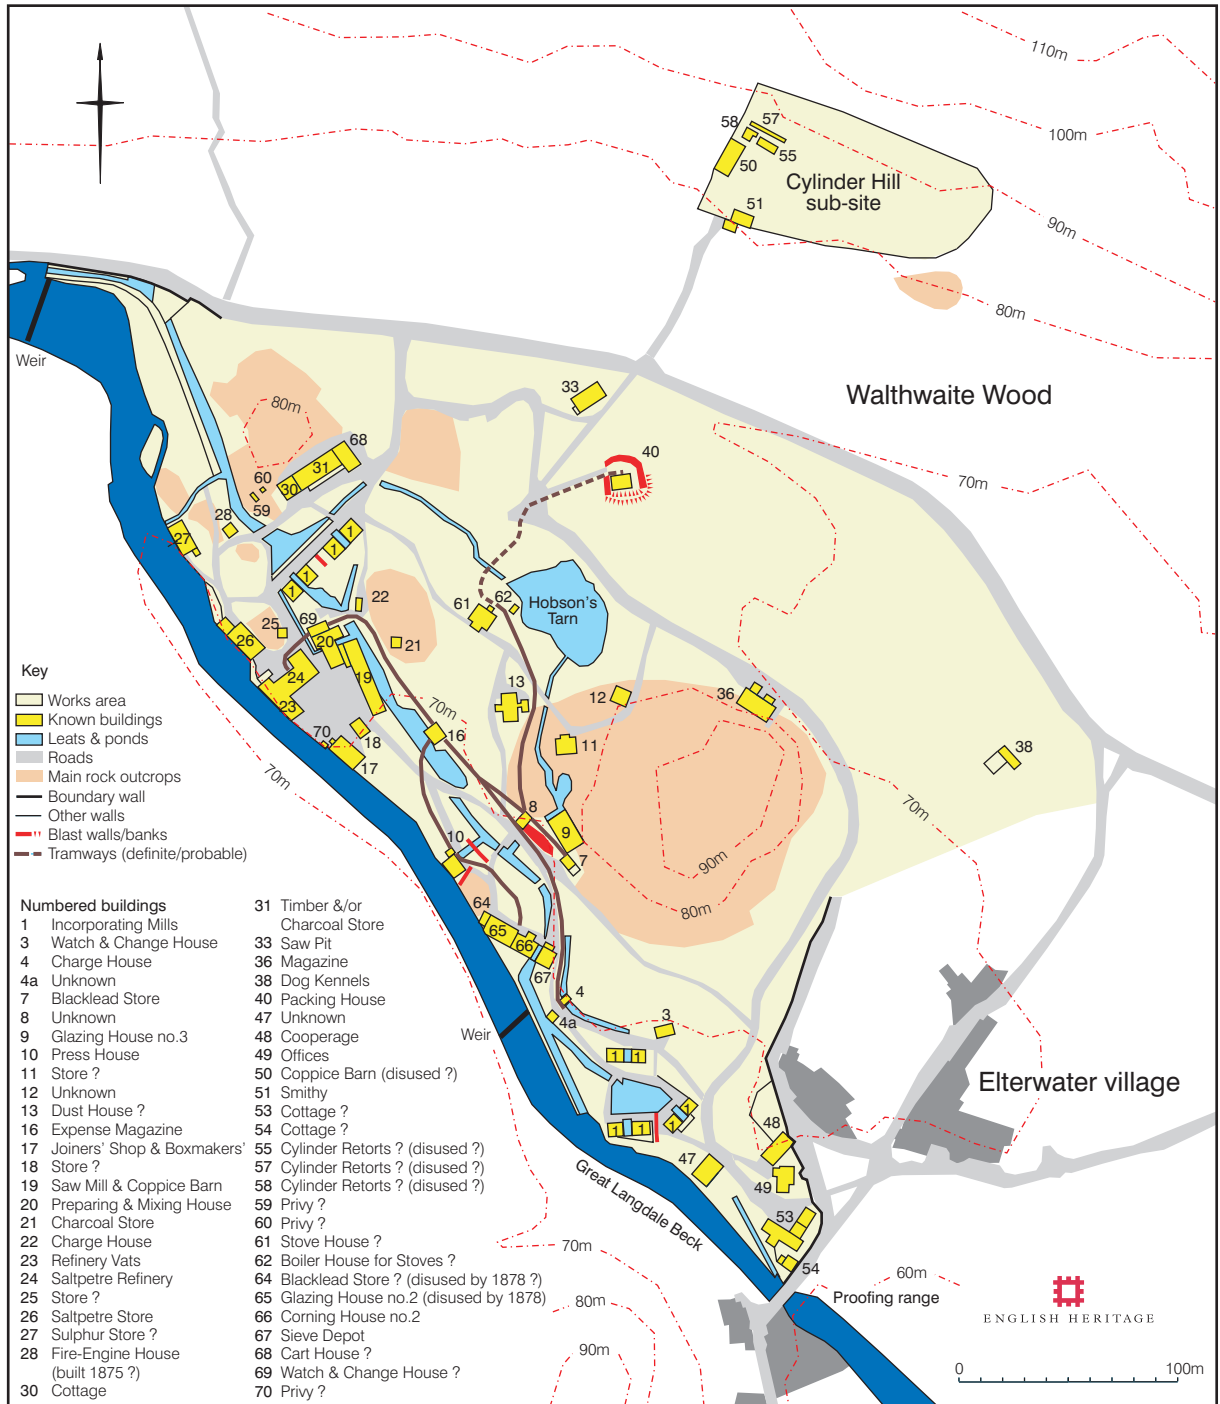 110m
100m
58
57
55
50
Cylinder Hill
sub-site
51
90m
80m
Weir
33
Walthwaite Wood
80m
68
40
31
60
30
59
70m
28
27
1
1
1
1
22
62
61
Hobson's
Tarn
69
25
20
26
21
24
19
13
12
36
23
70m
16
11
38
70
18
17
70m
70m
8
9
10
7
90m
80m
64
65
66
67
4
4a
3
Weir
1
1
1
1
1
1
48
Elterwater village
47
49
53
54
Great Langdale Beck
70m
60m
Proofing range
80m
90m
Key
Works area
Known buildings
Leats & ponds
Roads
Main rock outcrops
Boundary wall
Other walls
Blast walls/banks
Tramways (definite/probable)
Numbered buildings
1 Incorporating Mills
3 Watch & Change House
4 Charge House
4a Unknown
7 Blacklead Store
8 Unknown
9 Glazing House no.3
10 Press House
11 Store ?
12 Unknown
13 Dust House ?
16 Expense Magazine
17 Joiners' Shop & Boxmakers'
18 Store ?
19 Saw Mill & Coppice Barn
20 Preparing & Mixing House
21 Charcoal Store
22 Charge House
23 Refinery Vats
24 Saltpetre Refinery
25 Store ?
26 Saltpetre Store
27 Sulphur Store ?
28 Fire-Engine House
(built 1875 ?)
30 Cottage
31 Timber &/or
Charcoal Store
33 Saw Pit
36 Magazine
38 Dog Kennels
40 Packing House
47 Unknown
48 Cooperage
49 Offices
50 Coppice Barn (disused ?)
51 Smithy
53 Cottage ?
54 Cottage ?
55 Cylinder Retorts ? (disused ?)
57 Cylinder Retorts ? (disused ?)
58 Cylinder Retorts ? (disused ?)
59 Privy ?
60 Privy ?
61 Stove House ?
62 Boiler House for Stoves ?
64 Blacklead Store ? (disused by 1878 ?)
65 Glazing House no.2 (disused by 1878)
66 Corning House no.2
67 Sieve Depot
68 Cart House ?
69 Watch & Change House ?
70 Privy ?
ENGLISH HERITAGE
0 100m